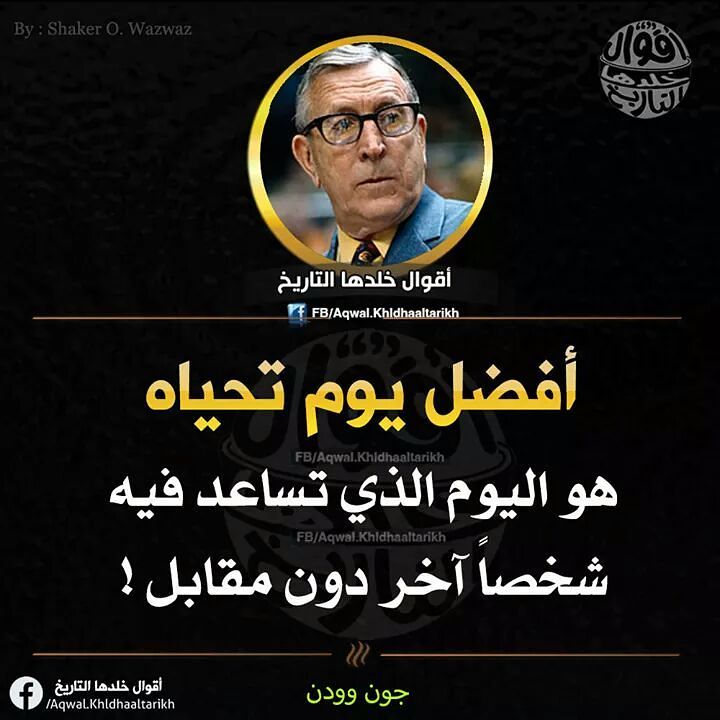 By : Shaker O. Wazwaz
أقوال
خلدها
التاريخ
أقوال خلدها التاريخ
FB/Aqwal.Khldhaaltarikh
أفضل يوم تحياه
FB/Aqwal.Khldhaaltarikh
هو اليوم الذي تساعد فيه
FB/Aqwal.Khldhaaltarikh
شخصاً آخر دون مقابل !
جون وودن
أقوال خلدها التاريخ
/Aqwal.Khldhaaltarikh